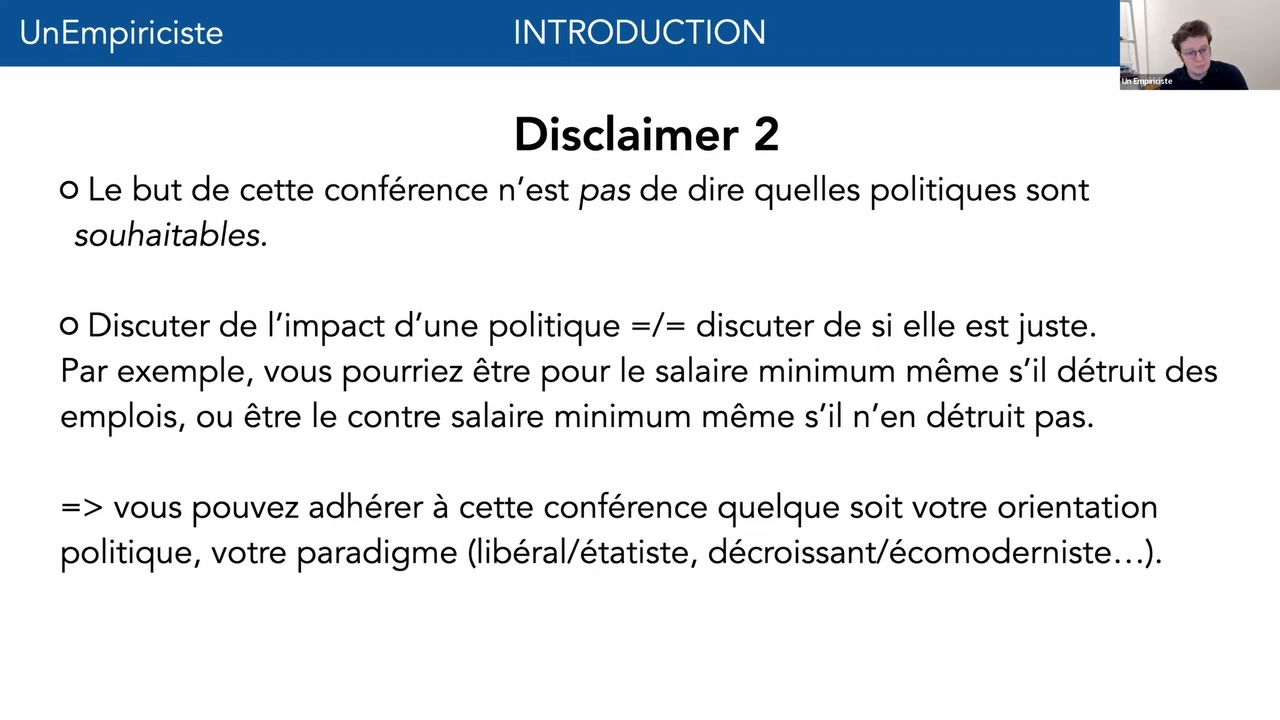 UnEmpiriciste
INTRODUCTION
Un Empiriciste
Disclaimer 2
Le but de cette conférence n’est pas de dire quelles politiques sont
souhaitables.
Discuter de l’impact d’une politique =/= discuter de si elle est juste.
Par exemple, vous pourriez être pour le salaire minimum même s’il détruit des
emplois, ou être le contre salaire minimum même s’il n’en détruit pas.
=> vous pouvez adhérer à cette conférence quelque soit votre orientation
politique, votre paradigme (libéral/étatiste, décroissant/écomoderniste…).